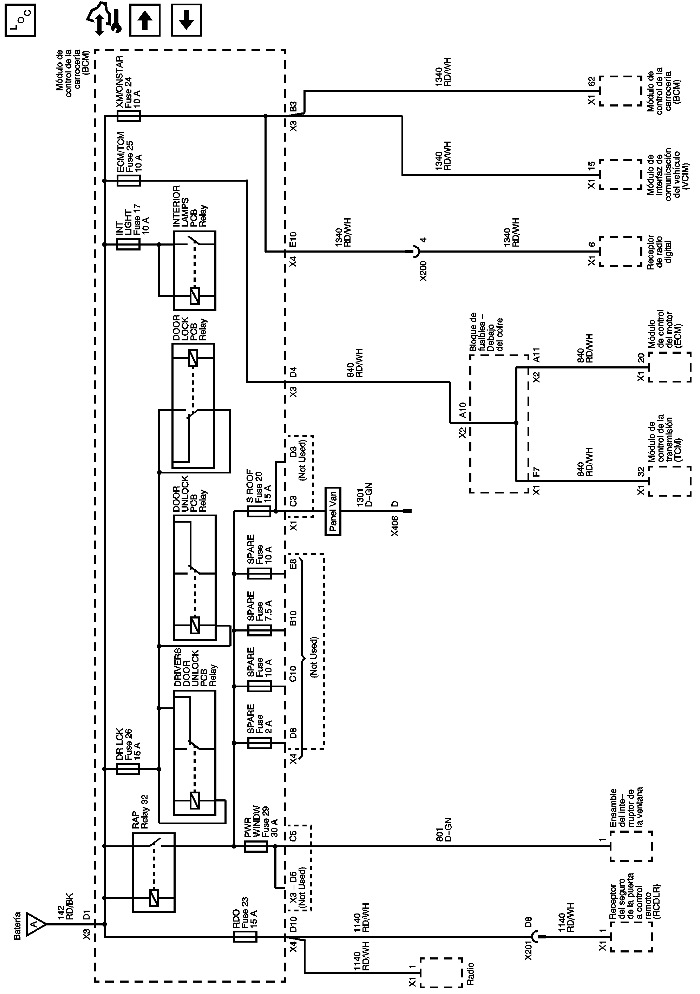 LOC
Módulo de
control de la
carrocería
(BCM)
XM/ONSTAR
Fuse 24
10 A
ECM/TCM
Fuse 25
10 A
INT
LIGHT
Fuse 17
10 A
INTERIOR
LAMPS
PCB
Relay
DOOR
LOCK
PCB
Relay
DOOR
UNLOCK
PCB
Relay
DRIVERS
DOOR
UNLOCK
PCB
Relay
DR LCK
Fuse 26
15 A
RAP
Relay 32
Batería
A
142
RD/BK
X3 D1
S ROOF
Fuse 20
15 A
SPARE
Fuse
10 A
SPARE
Fuse
7.5 A
SPARE
Fuse
10 A
SPARE
Fuse
2 A
PWR
WINDW
Fuse 29
30 A
RDO
Fuse 23
15 A
X3 B3
X4 E10
X3 D4
D3
(Not Used)
X1 C3
E6
B10
C10
D6
X4
(Not Used)
C5
D5
X3
(Not Used)
X4 D10
1340
RD/WH
1340
RD/WH
1340
RD/WH
X200 4
1340
RD/WH
840
RD/WH
Panel Van
1301
D-GN
X406 D
801
D-GN
1140
RD/WH
1140
RD/WH
X201 D8
1140
RD/WH
Bloque de
fusibles –
Debajo
del cofre
X2 A10
X2 A11
X1 F7
840
RD/WH
840
RD/WH
X1 62
Módulo de
control de la
carrocería
(BCM)
X1 15
Módulo de
interfaz de
comunicación
del vehículo
(VCIM)
X1 6
Receptor
de radio
digital
X1 20
Módulo
de control
del motor
(ECM)
X1 32
Módulo de
control de la
transmisión
(TCM)
1
Ensamble
del inte–
rruptor de
la ventana
X1 1
Receptor
del seguro
de la puerta
a control
remoto
(RCDLR)
X1 1
Radio